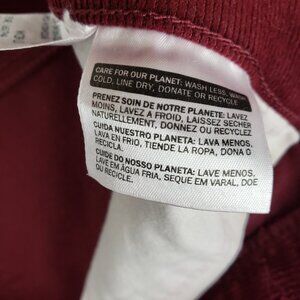 CARE FOR OUR PLANET: WASH LESS, WASH
COLD, LINE DRY, DONATE OR RECYCLE
PRENEZ SOIN DE NOTRE PLANETE: LAVEZ
MOINS, LAVEZ A FROID, LAISSEZ SECHER
NATURELLEMENT, DONNEZ OU RECYCLEZ
CUIDA NUESTRO PLANETA: LAVA MENOS,
LAVA EN FRIO, TIENDE LA ROPA, DONA O
RECICLA.
CUIDE DO NOSSO PLANETA: LAVE MENOS,
LAVE EM ÁGUA FRIA, SEQUE EM VARAL, DOE
OU RECICLE